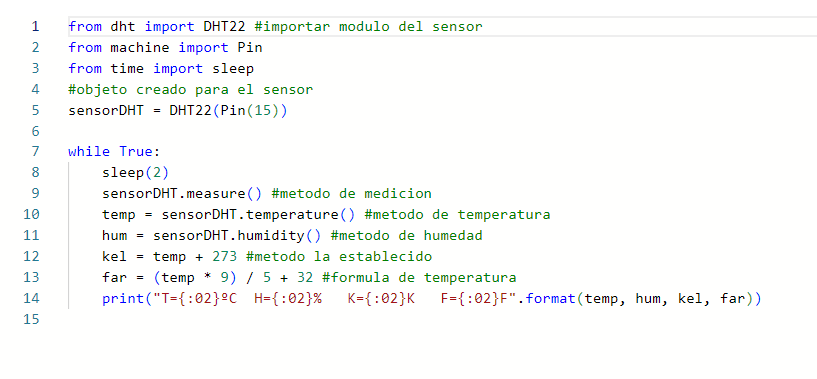 1 from dht import DHT22 #importar modulo del sensor
2 from machine import Pin
3 from time import sleep
4 #objeto creado para el sensor
5 sensorDHT = DHT22(Pin(15))
6
7 while True:
8     sleep(2)
9     sensorDHT.measure() #metodo de medicion
10     temp = sensorDHT.temperature() #metodo de temperatura
11     hum = sensorDHT.humidity() #metodo de humedad
12     kel = temp + 273 #metodo la establecido
13     far = (temp * 9) / 5 + 32 #formula de temperatura
14     print("T={:02}ºC  H={:02}%   K={:02}K   F={:02}F".format(temp, hum, kel, far))
15